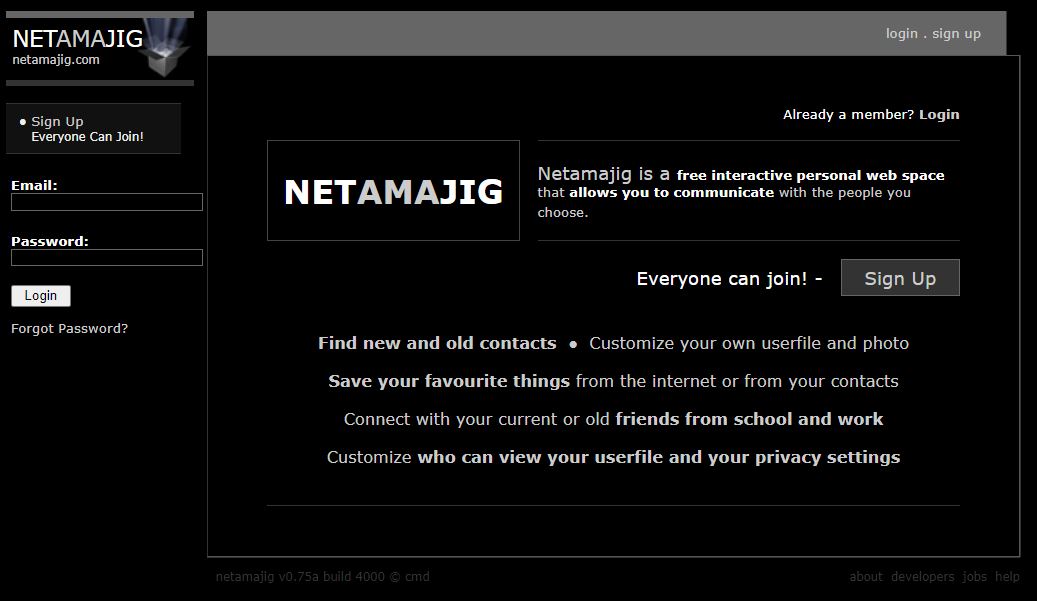 NETAMAJIG
netamajig.com
login . sign up
• Sign Up
Everyone Can Join!
Email:
Password:
Login
Forgot Password?
Already a member? Login
NETAMAJIG
Netamajig is a free interactive personal web space
that allows you to communicate with the people you
choose.
Everyone can join! - Sign Up
Find new and old contacts • Customize your own userfile and photo
Save your favourite things from the internet or from your contacts
Connect with your current or old friends from school and work
Customize who can view your userfile and your privacy settings
netamajig v0.75a build 4000 © cmd
about developers jobs help